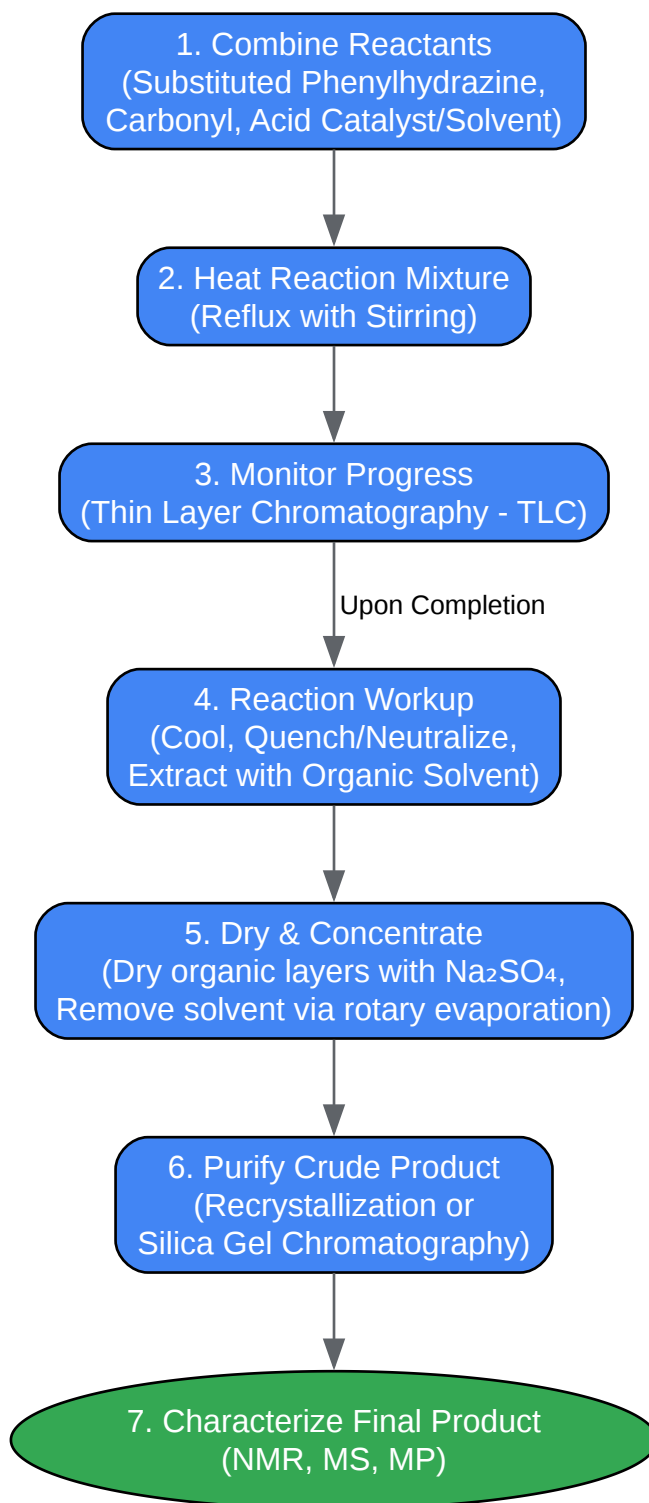 1. Combine Reactants
(Substituted Phenylhydrazine,
Carbonyl, Acid Catalyst/Solvent)
2. Heat Reaction Mixture
(Reflux with Stirring)
3. Monitor Progress
(Thin Layer Chromatography - TLC)
Upon Completion
4. Reaction Workup
(Cool, Quench/Neutralize,
Extract with Organic Solvent)
5. Dry & Concentrate
(Dry organic layers with Na₂SO₄,
Remove solvent via rotary evaporation)
6. Purify Crude Product
(Recrystallization or
Silica Gel Chromatography)
7. Characterize Final Product
(NMR, MS, MP)